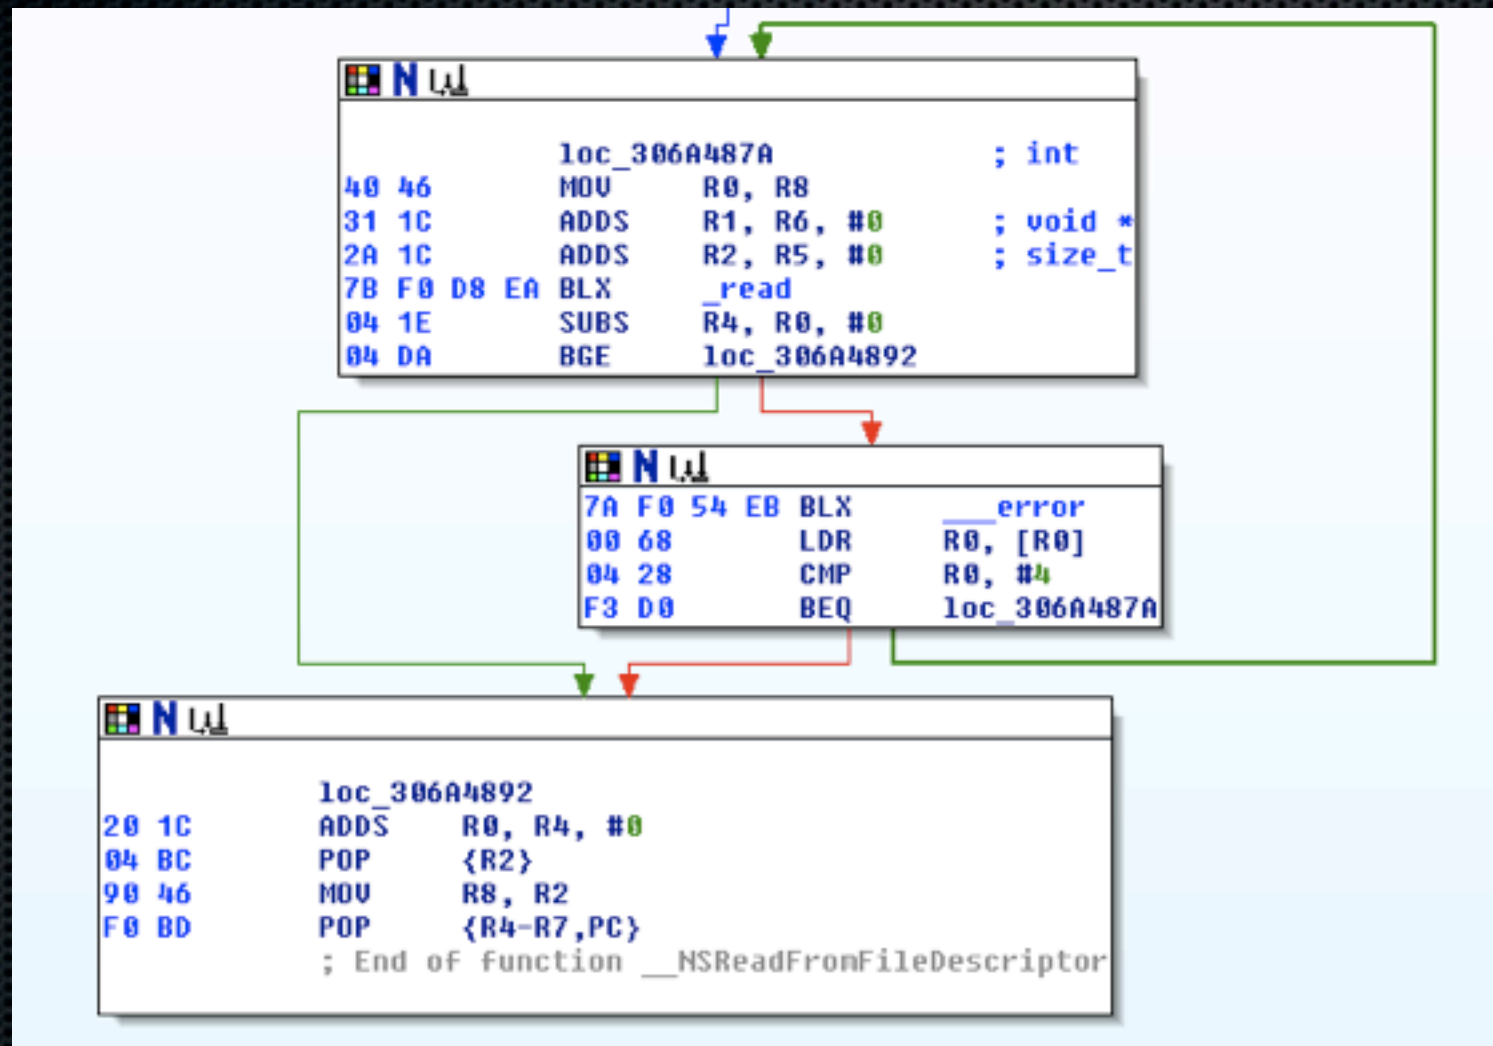 loc_306A487A ; int
40 46 MOV R0, R8
31 1C ADDS R1, R6, #0 ; void *
2A 1C ADDS R2, R5, #0 ; size_t
7B F0 D8 EA BLX _read
04 1E SUBS R4, R0, #0
04 DA BGE loc_306A4892
7A F0 54 EB BLX ___error
00 68 LDR R0, [R0]
04 28 CMP R0, #4
F3 D0 BEQ loc_306A487A
loc_306A4892
20 1C ADDS R0, R4, #0
04 BC POP {R2}
90 46 MOV R8, R2
F0 BD POP {R4-R7,PC}
; End of function __NSReadFromFileDescriptor